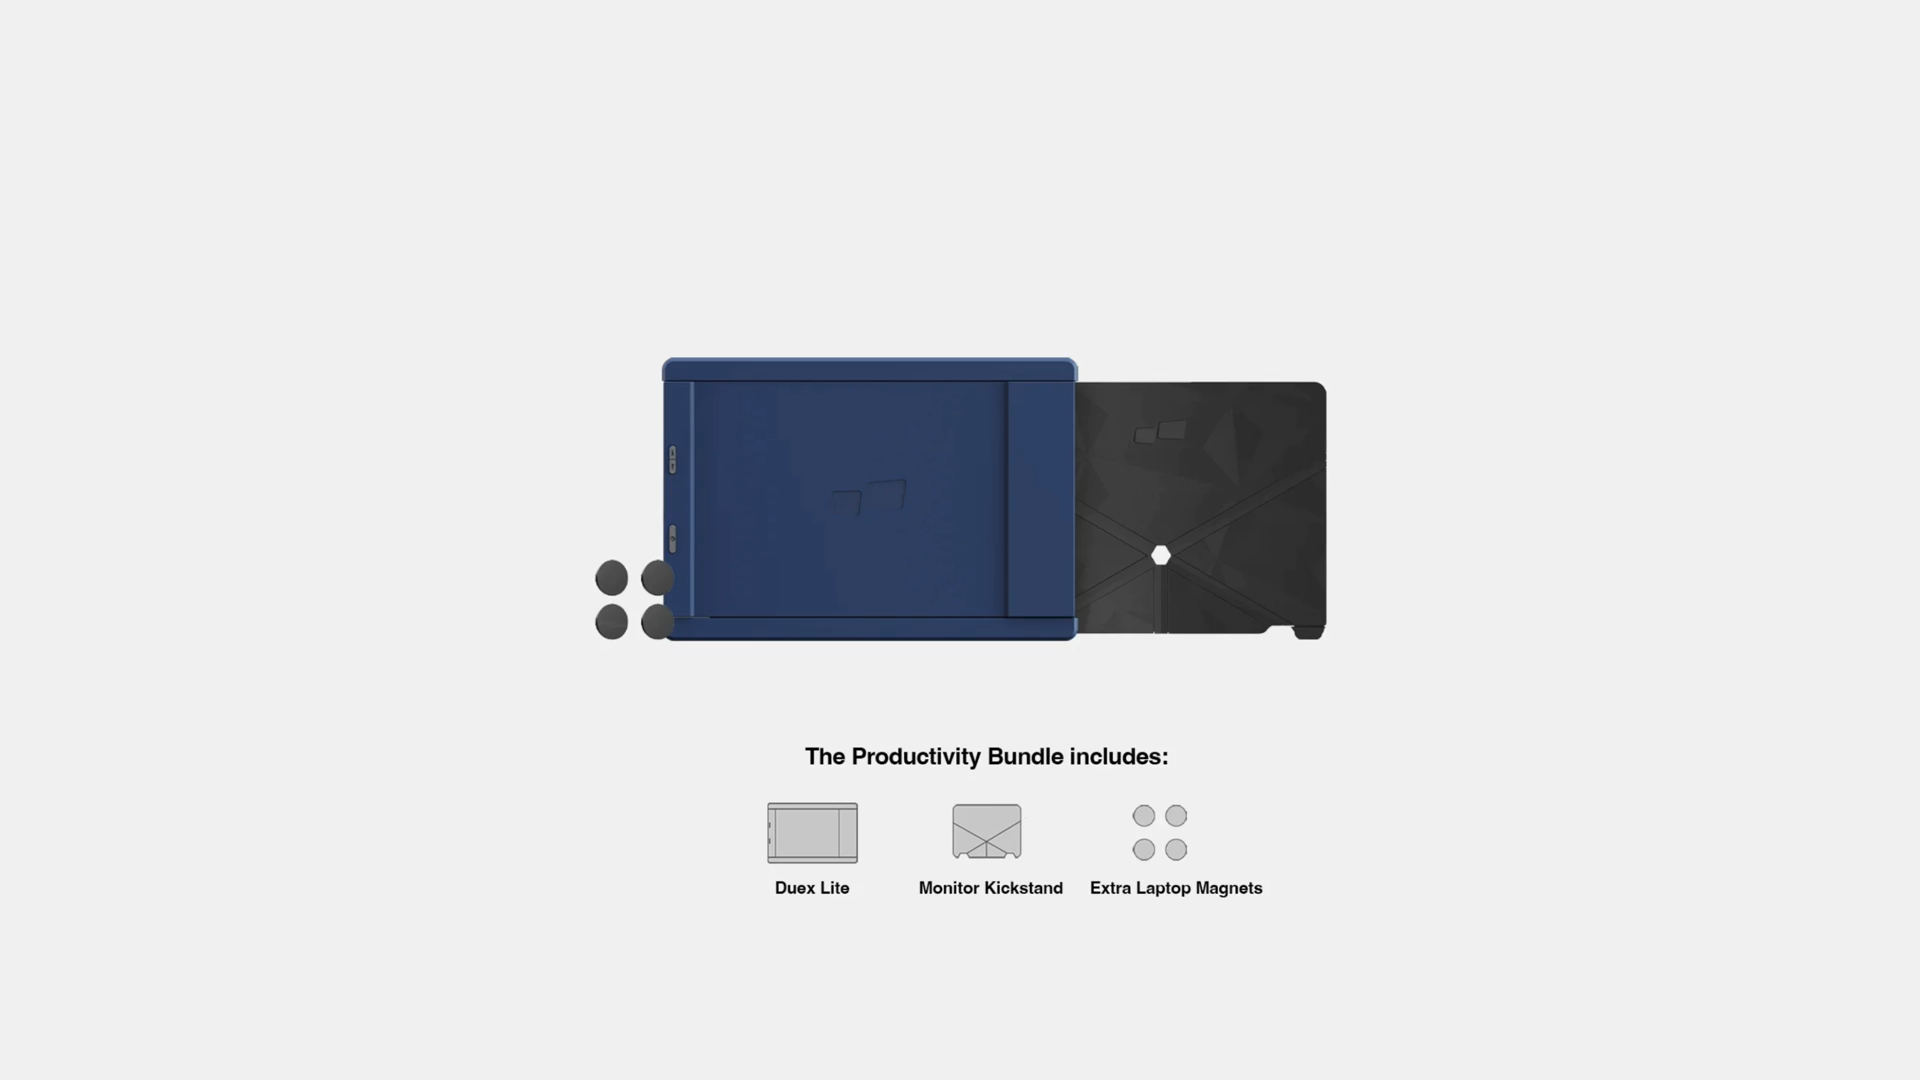 The Productivity Bundle includes:
Duex Lite
Monitor Kickstand
Extra Laptop Magnets